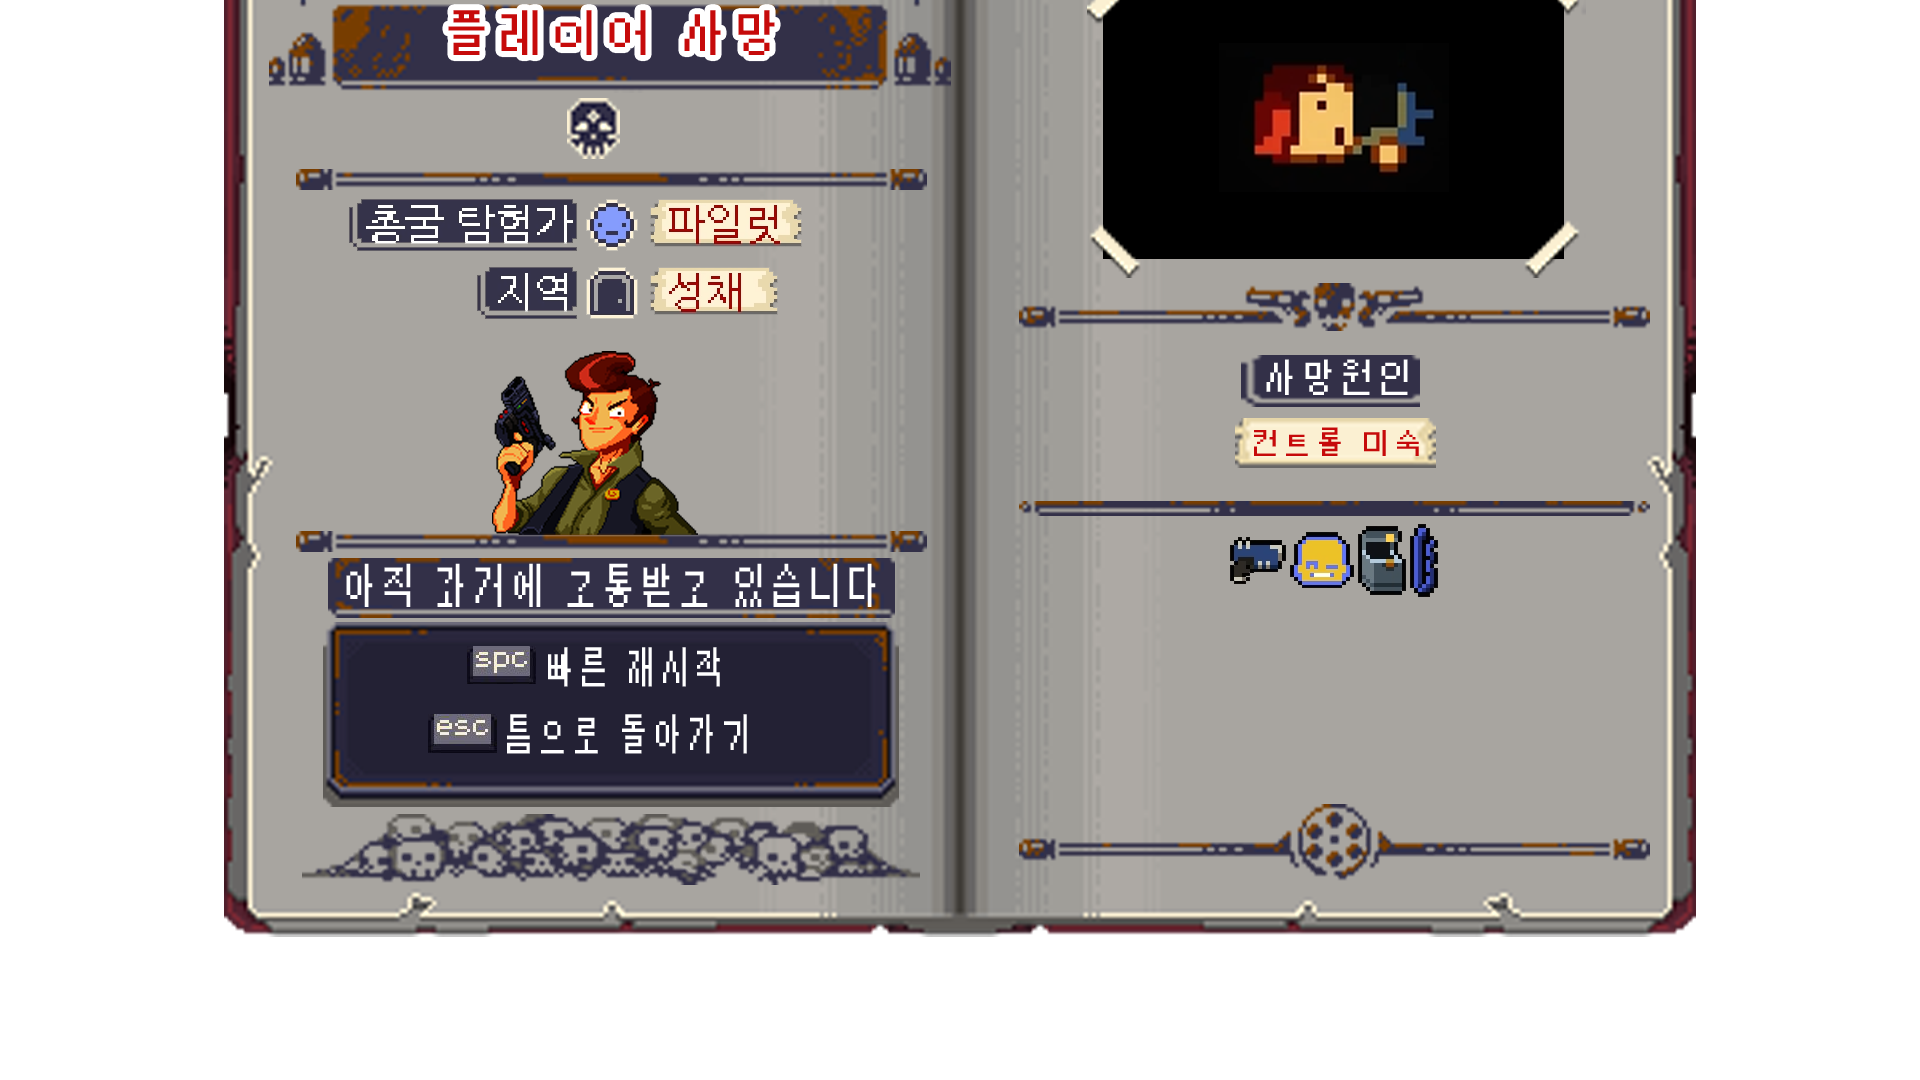 플레이어 사망
총굴 탐험가 파일럿
지역 성채
아직 과거에 고통받고 있습니다
spc 빠른 재시작
esc 틈으로 돌아가기
사망원인
컨트롤 미숙